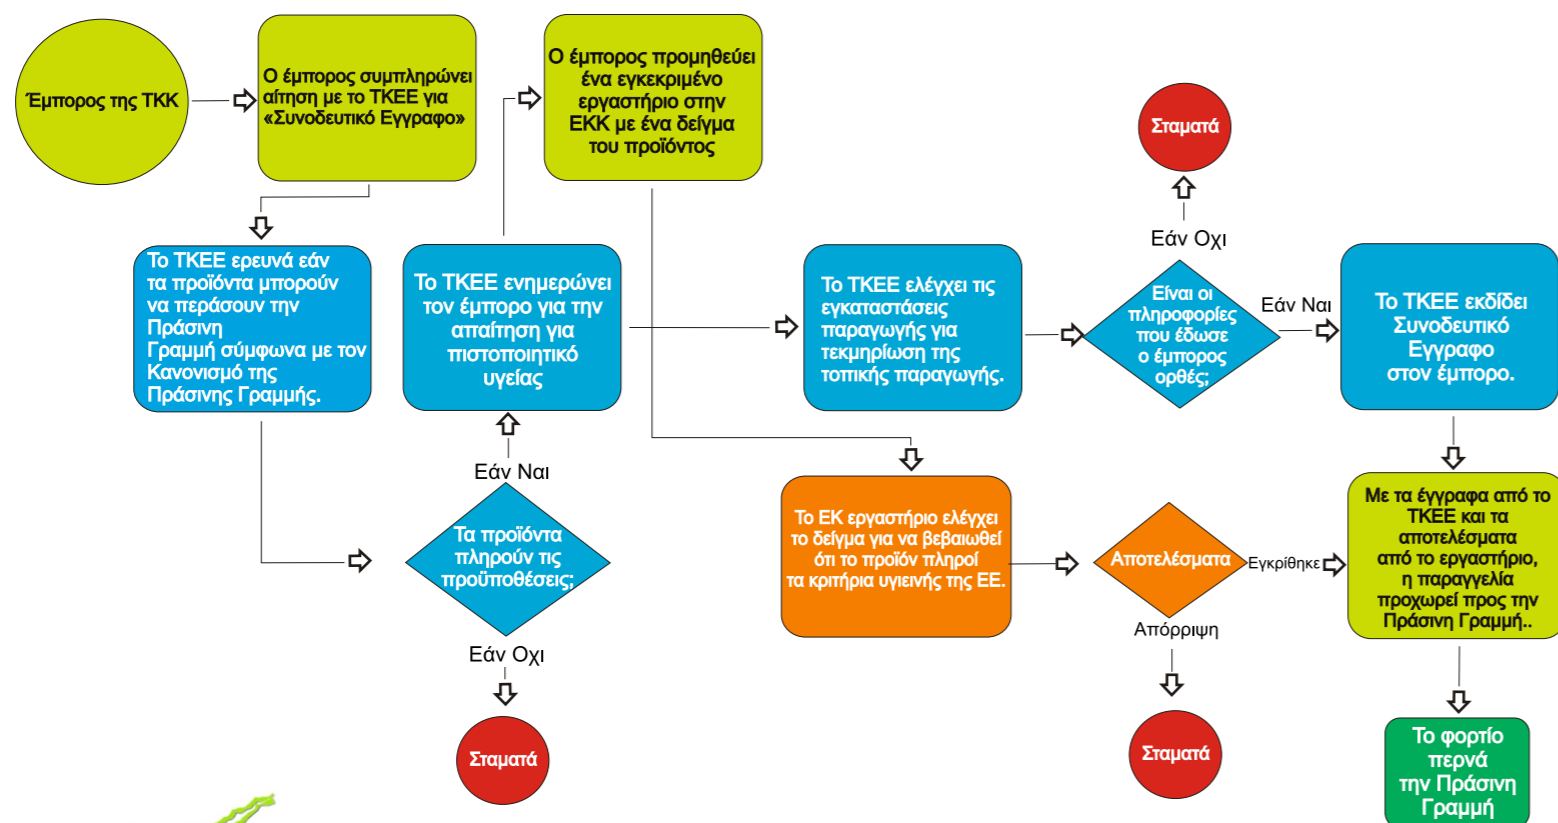 Έμπορος της ΤΚΚ
Ο έμπορος συμπληρώνει
αίτηση με το ΤΚΕΕ για
«Συνοδευτικό Εγγραφο»
Ο έμπορος προμηθεύει
ένα εγκεκριμένο
εργαστήριο στην
ΕΚΚ με ένα δείγμα
του προϊόντος
Σταματά
Εάν Οχι
Το ΤΚΕΕ ερευνά εάν
τα προϊόντα μπορούν
να περάσουν την
Πράσινη
Γραμμή σύμφωνα με τον
Κανονισμό της
Πράσινης Γραμμής.
Το ΤΚΕΕ ενημερώνει
τον έμπορο για την
απαίτηση για
πιστοποιητικό
υγείας
Το ΤΚΕΕ ελέγχει τις
εγκαταστάσεις
παραγωγής για
τεκμηρίωση της
τοπικής παραγωγής.
Είναι οι
πληροφορίες
που έδωσε
ο έμπορος
ορθές;
Εάν Ναι
Το ΤΚΕΕ εκδίδει
Συνοδευτικό
Εγγραφο
στον έμπορο.
Εάν Ναι
Τα προϊόντα
πληρούν τις
προϋποθέσεις;
Εάν Οχι
Σταματά
Το ΕΚ εργαστήριο ελέγχει
το δείγμα για να βεβαιωθεί
ότι το προϊόν πληροί
τα κριτήρια υγιεινής της ΕΕ.
Αποτελέσματα
Εγκρίθηκε
Απόρριψη
Σταματά
Με τα έγγραφα από το
ΤΚΕΕ και τα
αποτελέσματα
από το εργαστήριο,
η παραγγελία
προχωρεί προς την
Πράσινη Γραμμή..
Το φορτίο
περνά
την Πράσινη
Γραμμή